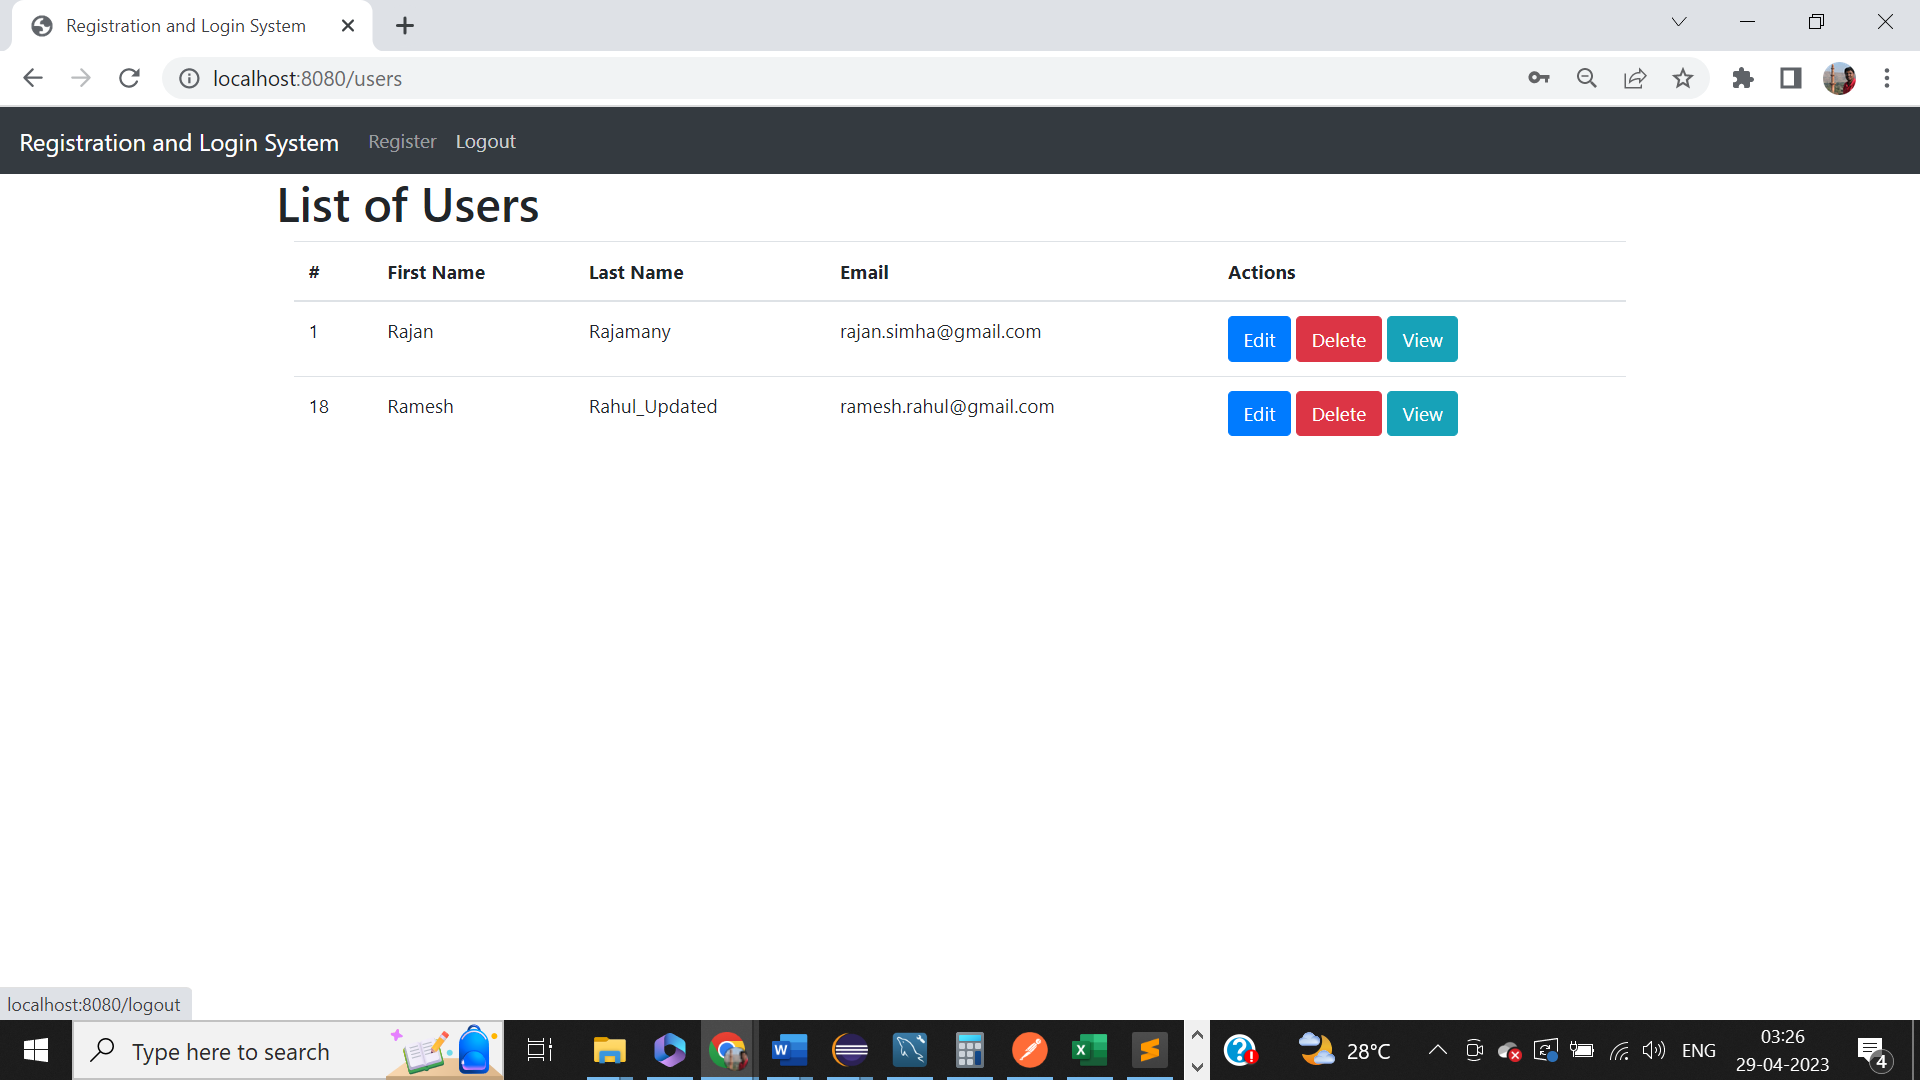 Registration and Login System
localhost:8080/users
Registration and Login System Register Logout
List of Users
# First Name Last Name Email Actions
1 Rajan Rajamany rajan.simha@gmail.com Edit Delete View
18 Ramesh Rahul_Updated ramesh.rahul@gmail.com Edit Delete View
localhost:8080/logout
Type here to search
28°C
ENG
03:26
29-04-2023
4